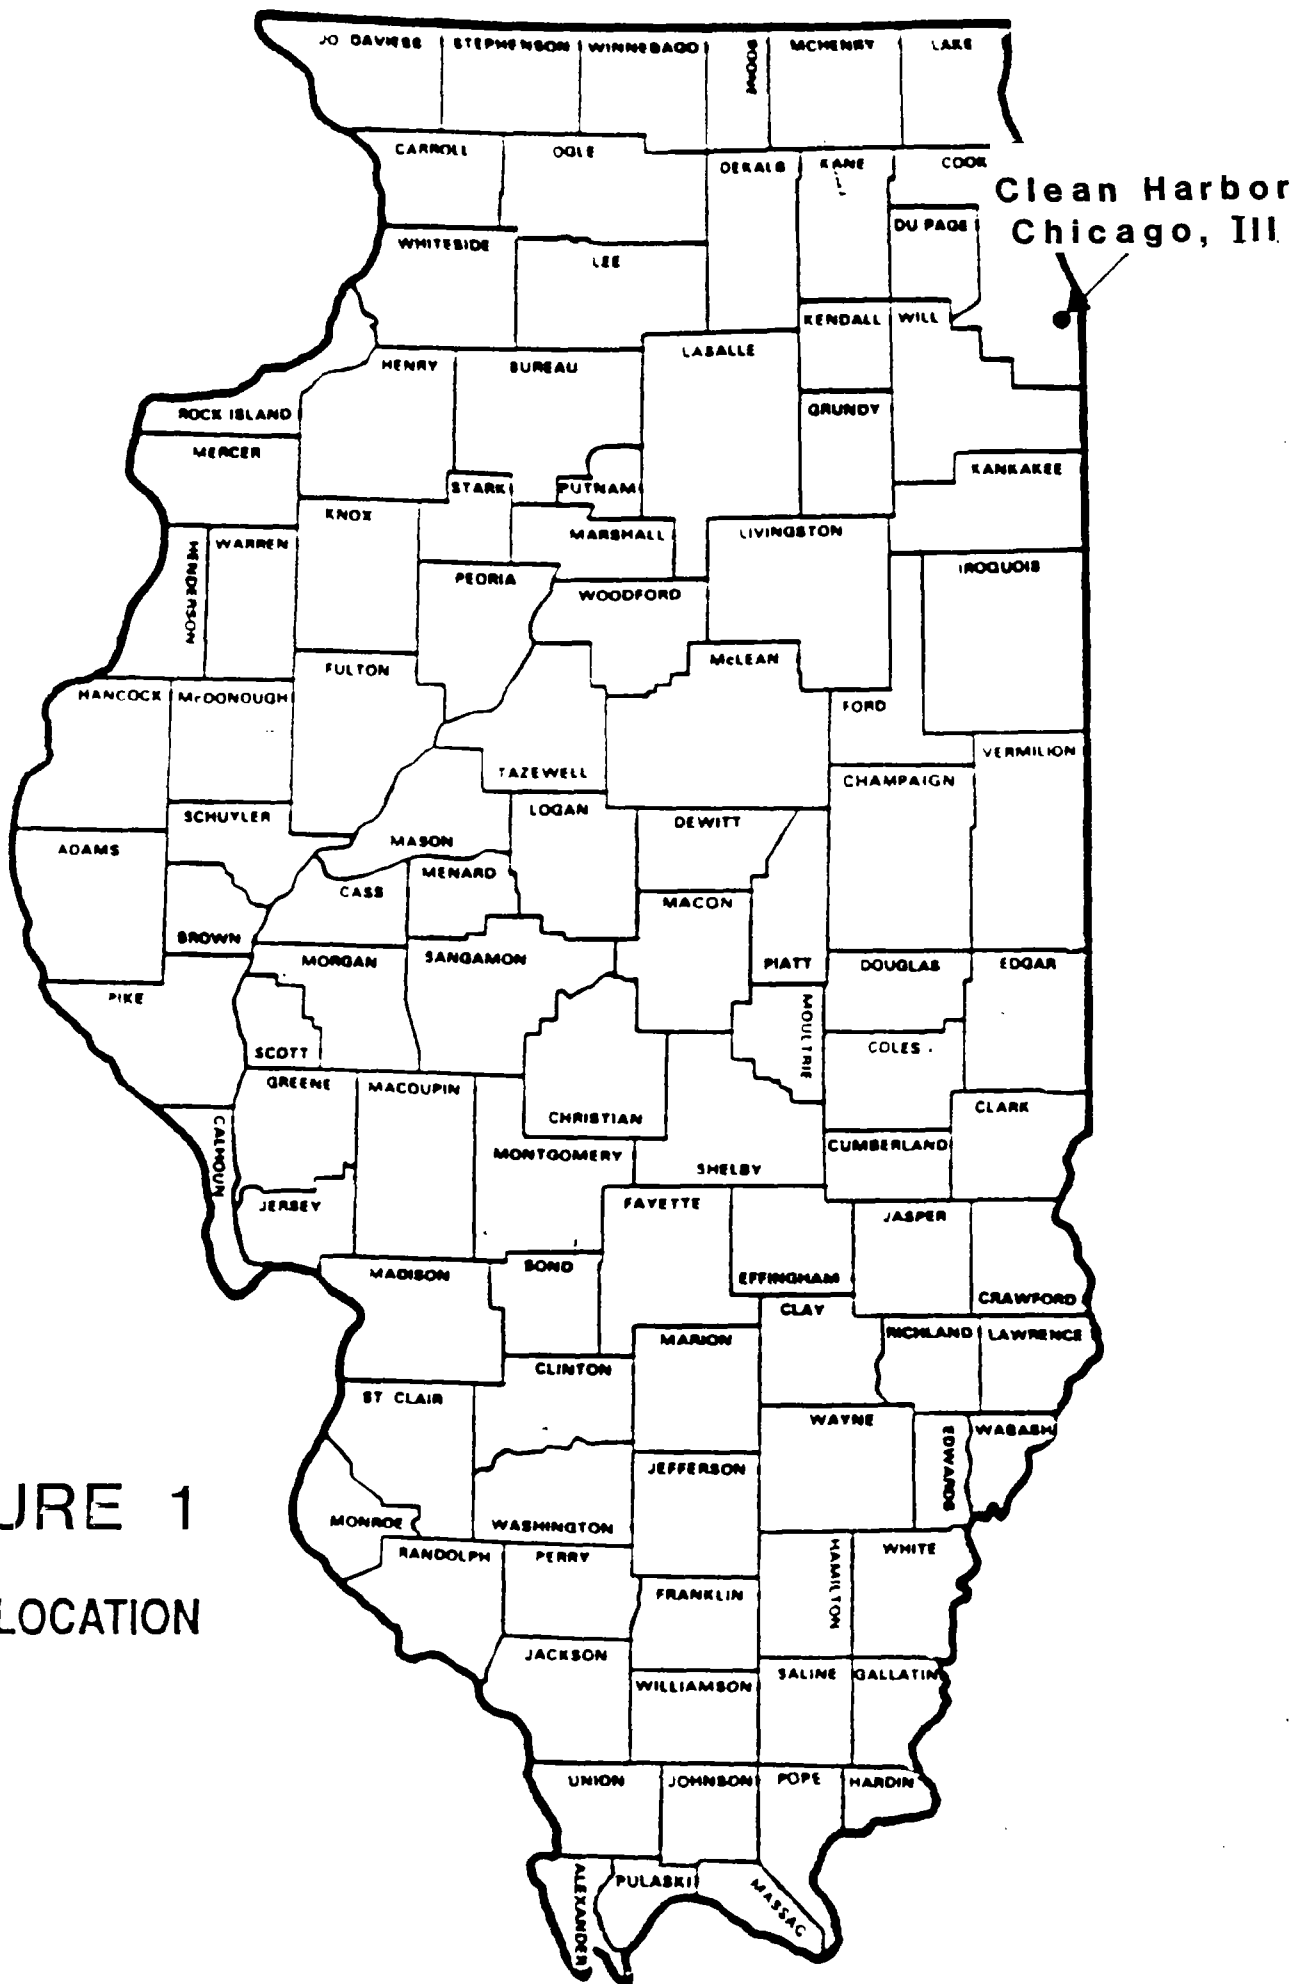 JO DAVIESS STEPHENSON WINNEBAGO BOONE MCHENRY LAKE
CARROLL OGLE DEKALB KANE COOK
Clean Harbor
Chicago, Ill.
DU PAGE
WHITESIDE LEE
KENDALL WILL
HENRY BUREAU LASALLE
ROCK ISLAND GRUNDY
MERCER KANKAKEE
STARK PUTNAM
KNOX MARSHALL LIVINGSTON
HENDERSON WARREN
PEORIA WOODFORD IROQUOIS
FULTON McLEAN
HANCOCK McDONOUGH FORD
VERMILION
TAZEWELL CHAMPAIGN
SCHUYLER LOGAN DEWITT
ADAMS MASON
CASS MENARD
MACON
BROWN
MORGAN SANGAMON PIATT DOUGLAS EDGAR
PIKE
MOULTRIE
SCOTT COLES
GREENE MACOUPIN
CHRISTIAN CLARK
CALHOUN MONTGOMERY CUMBERLAND
SHELBY
JERSEY FAYETTE JASPER
MADISON BOND EFFINGHAM
CLAY CRAWFORD
MARION RICHLAND LAWRENCE
CLINTON
ST CLAIR
WAYNE EDWARDS WABASH
JEFFERSON
URE 1
MONROE WASHINGTON
RANDOLPH PERRY HAMILTON WHITE
FRANKLIN
LOCATION
JACKSON
WILLIAMSON SALINE GALLATIN
UNION JOHNSON POPE HARDIN
ALEXANDER PULASKI MASSAC